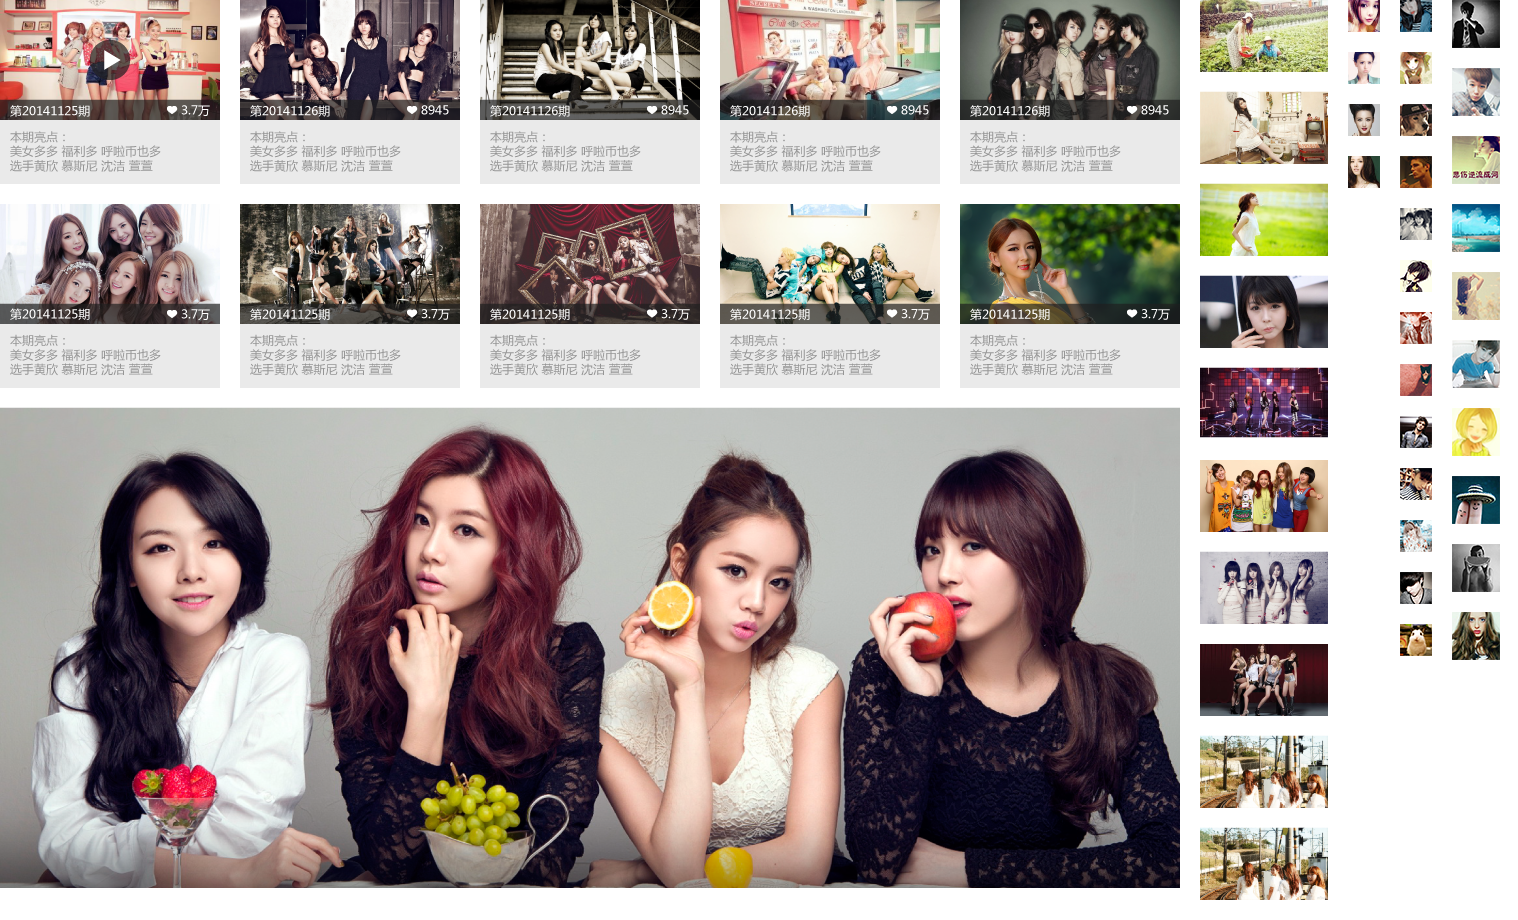 SECRET'S
& WASHINGTON LAUNDRY
第20141125期 3.7万
第20141126期 8945
第20141126期 8945
第20141126期 8945
第20141126期 8945
本期亮点：
美女多多 福利多 呼啦币也多
选手黄欣 慕斯尼 沈洁 萱萱
本期亮点：
美女多多 福利多 呼啦币也多
选手黄欣 慕斯尼 沈洁 萱萱
本期亮点：
美女多多 福利多 呼啦币也多
选手黄欣 慕斯尼 沈洁 萱萱
本期亮点：
美女多多 福利多 呼啦币也多
选手黄欣 慕斯尼 沈洁 萱萱
本期亮点：
美女多多 福利多 呼啦币也多
选手黄欣 慕斯尼 沈洁 萱萱
悲伤逆流成河
第20141125期 3.7万
第20141125期 3.7万
第20141125期 3.7万
第20141125期 3.7万
第20141125期 3.7万
本期亮点：
美女多多 福利多 呼啦币也多
选手黄欣 慕斯尼 沈洁 萱萱
本期亮点：
美女多多 福利多 呼啦币也多
选手黄欣 慕斯尼 沈洁 萱萱
本期亮点：
美女多多 福利多 呼啦币也多
选手黄欣 慕斯尼 沈洁 萱萱
本期亮点：
美女多多 福利多 呼啦币也多
选手黄欣 慕斯尼 沈洁 萱萱
本期亮点：
美女多多 福利多 呼啦币也多
选手黄欣 慕斯尼 沈洁 萱萱